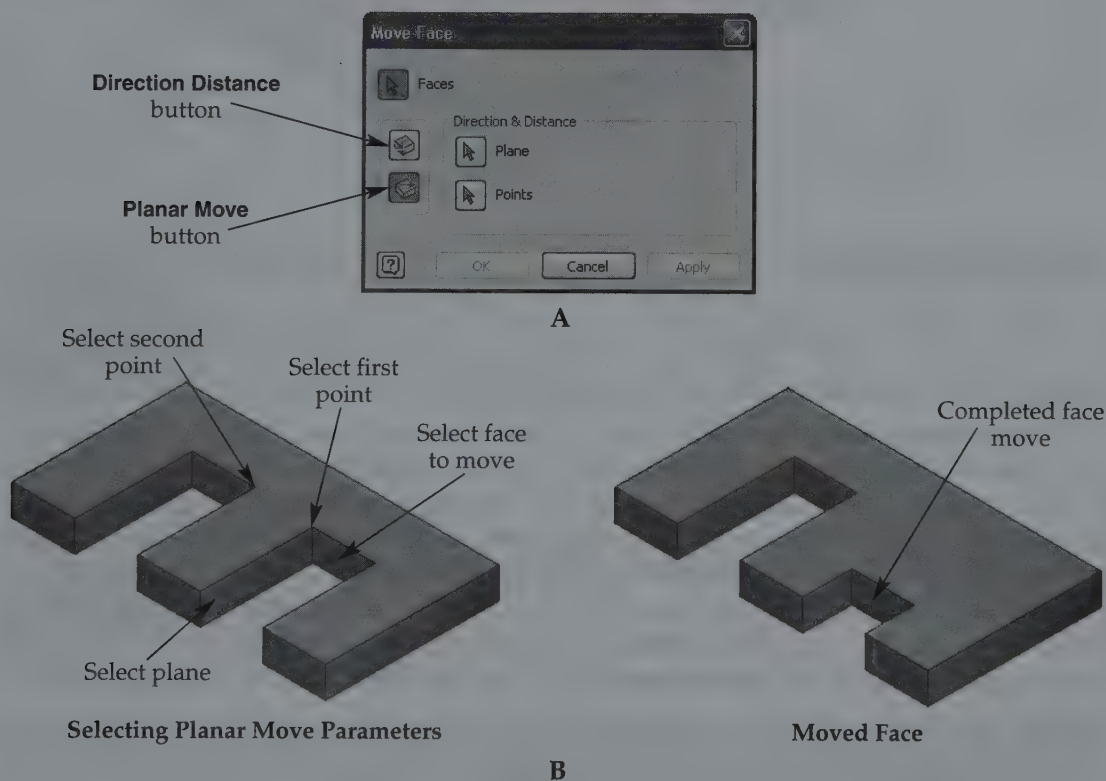 Move Face
Faces
Direction Distance
button
Direction & Distance
Plane
Points
Planar Move
button
OK
Cancel
Apply
A
Select second
point
Select first
point
Select face
to move
Select plane
Completed face
move
Selecting Planar Move Parameters
Moved Face
B